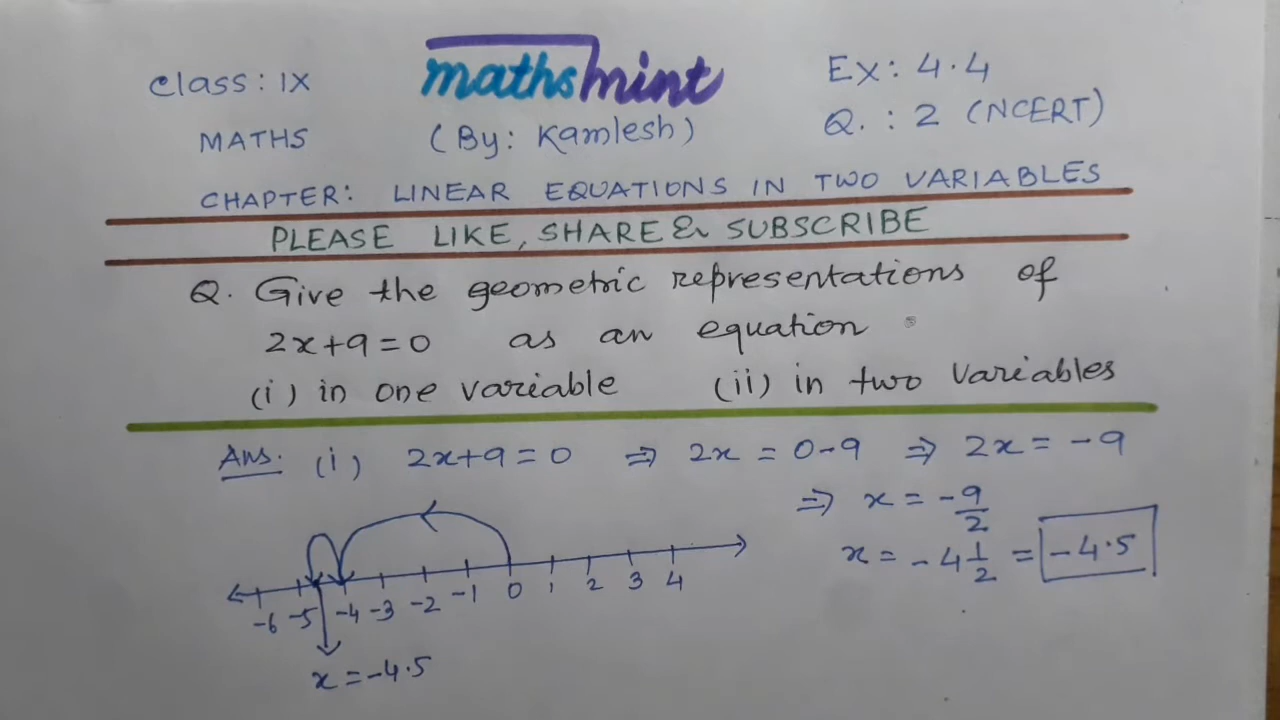 class: IX
mathsmint
Ex: 4.4
MATHS
(By: Kamlesh)
Q. : 2 (NCERT)
CHAPTER: LINEAR EQUATIONS IN TWO VARIABLES
PLEASE LIKE, SHARE & SUBSCRIBE
Q. Give the geometric representations of
2x+9=0 as an equation
(i) in one variable (ii) in two variables
Ans. (i) 2x+9=0 ⇒ 2x = 0-9 ⇒ 2x = -9
⇒ x = -9/2
x = -4 1/2 = -4.5
-6 -5 -4 -3 -2 -1 0 1 2 3 4
x = -4.5